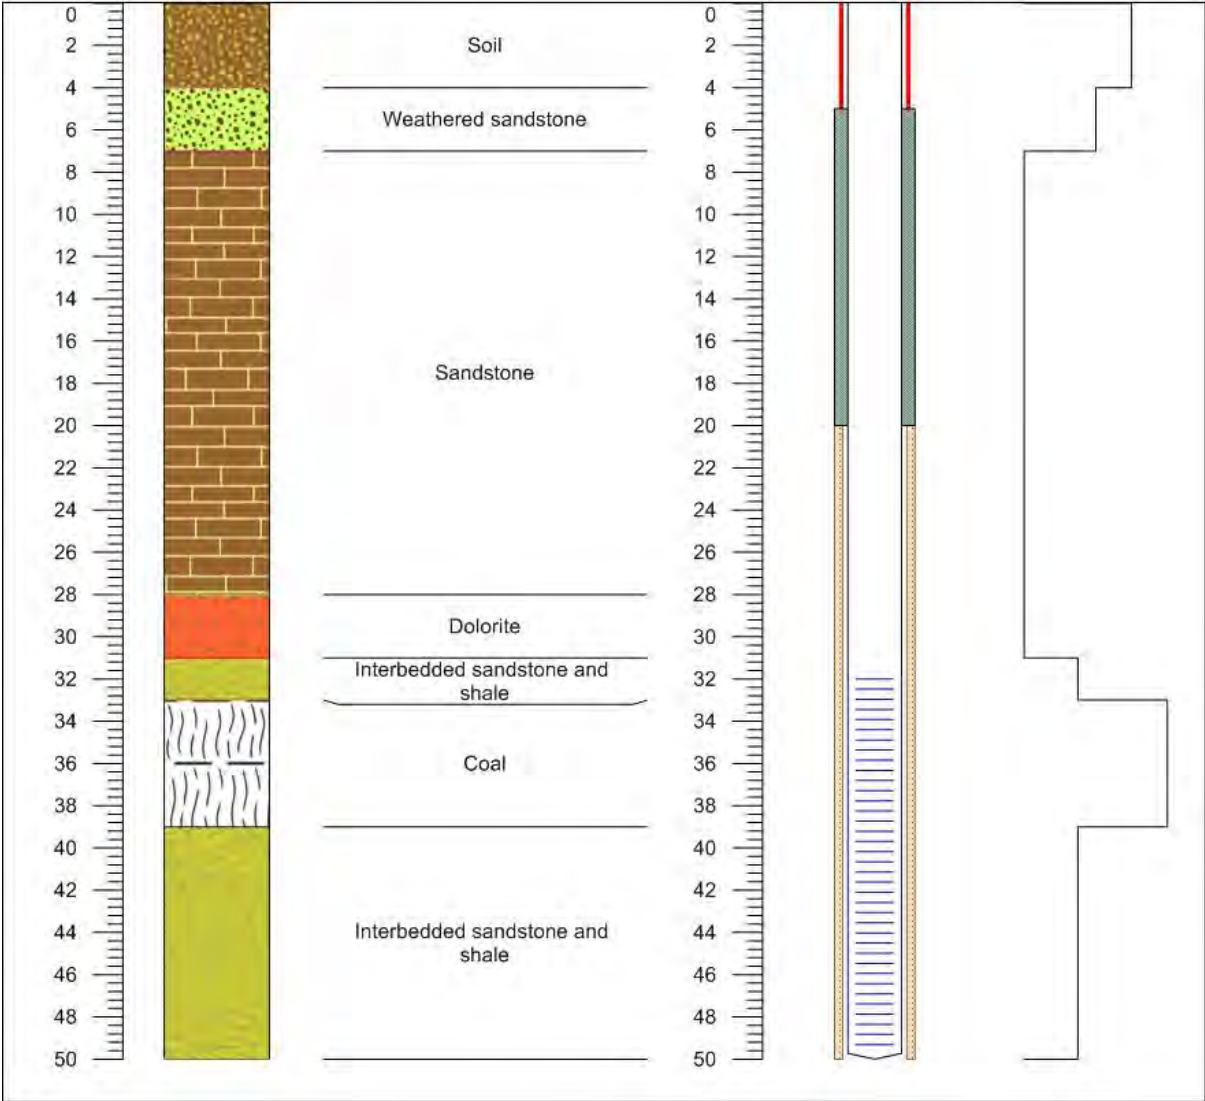 0 0
2 Soil 2
4 4
6 Weathered sandstone 6
8 8
10 10
12 12
14 14
16 16
18 Sandstone 18
20 20
22 22
24 24
26 26
28 28
30 Dolorite 30
32 Interbedded sandstone and 32
shale
34 34
36 Coal 36
38 38
40 40
42 42
44 Interbedded sandstone and 44
shale
46 46
48 48
50 50